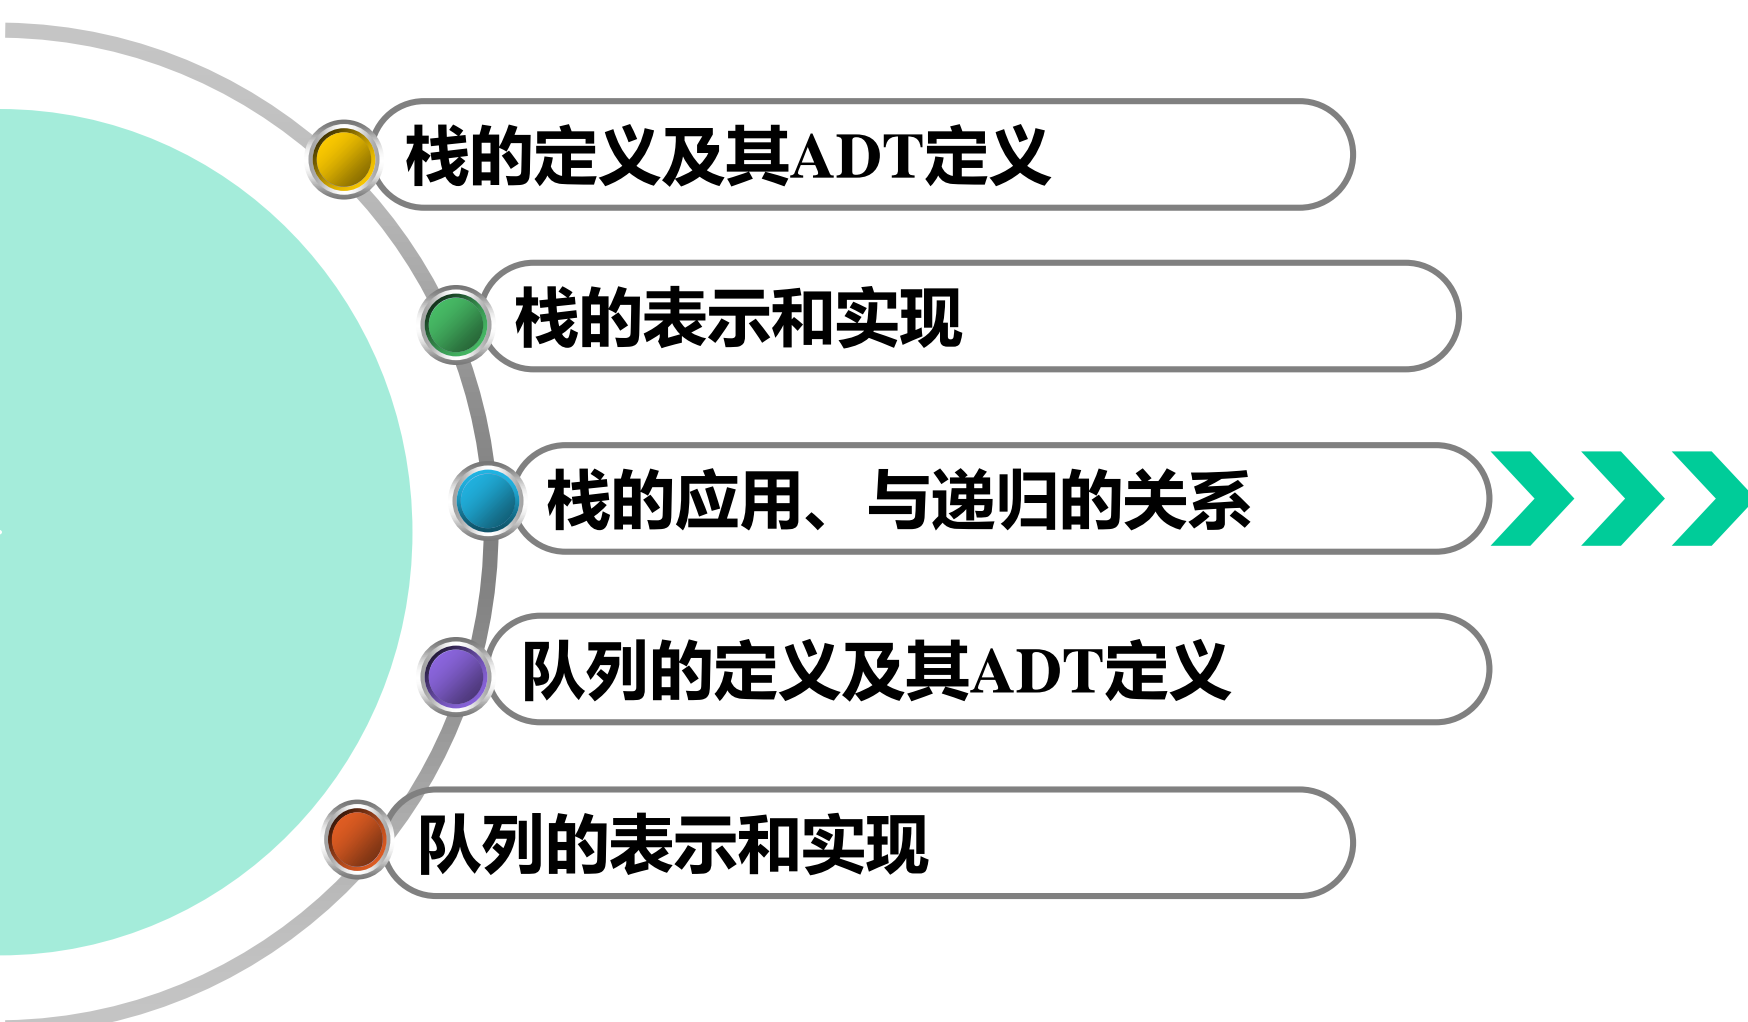 栈的定义及其ADT定义
栈的表示和实现
栈的应用、与递归的关系
队列的定义及其ADT定义
队列的表示和实现